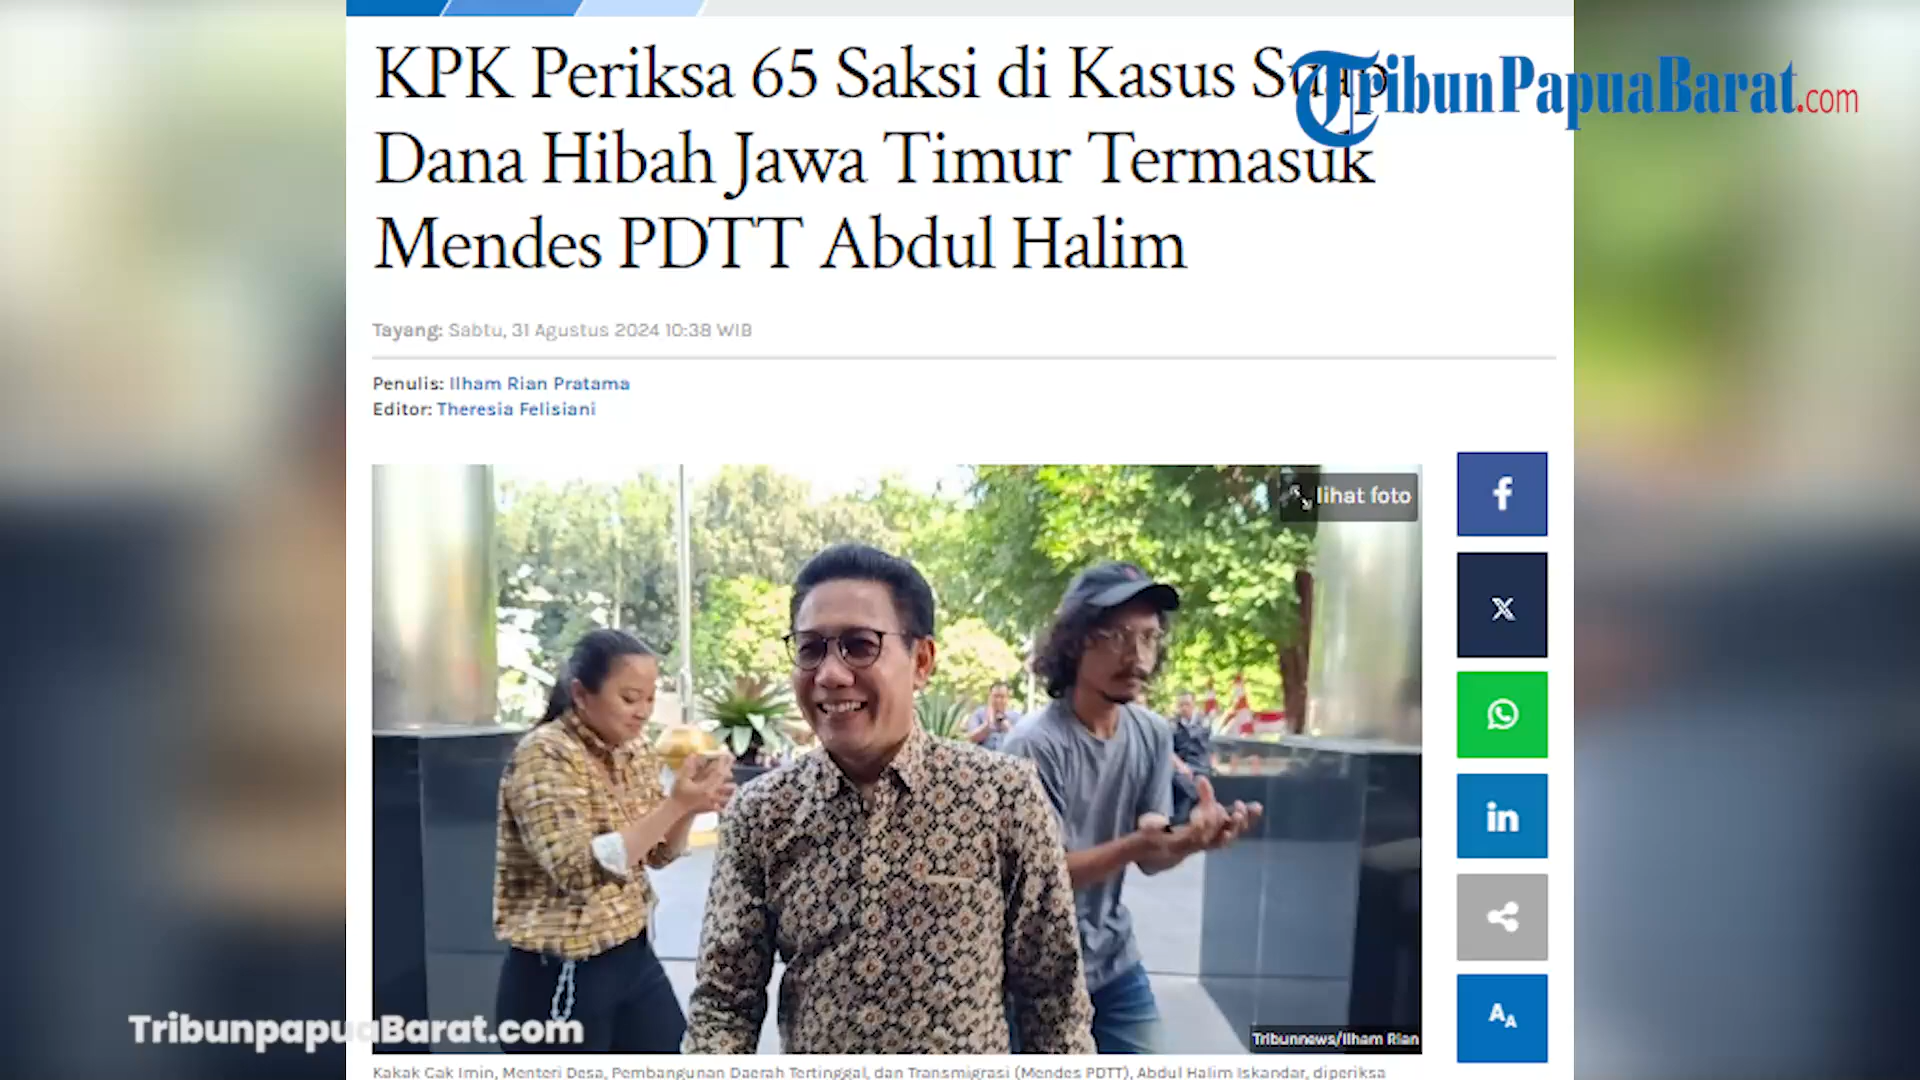 KPK Periksa 65 Saksi di Kasus Suap
TribunPapuaBarat.com
Dana Hibah Jawa Timur Termasuk
Mendes PDTT Abdul Halim
Tayang: Sabtu, 31 Agustus 2024 10:38 WIB
Penulis: Ilham Rian Pratama
Editor: Theresia Felisiani
lihat foto
f
X
in
AA
TribunpapuaBarat.com
Tribunnews/Ilham Rian
Kakak Cak Imin, Menteri Desa, Pembangunan Daerah Tertinggal, dan Transmigrasi (Mendes PDTT), Abdul Halim Iskandar, diperiksa